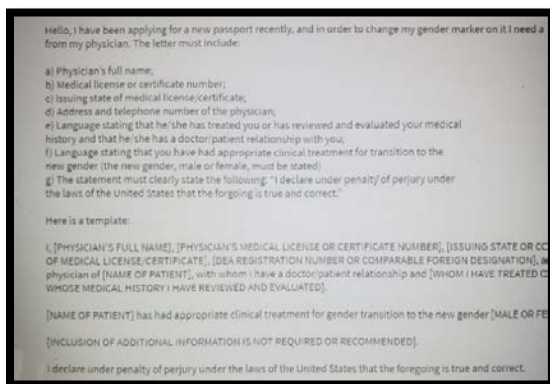 Hello, I have been applying for a new passport recently, and in order to change my gender marker on it I need a
from my physician. The letter must include:
a) Physician's full name;
b) Medical license or certificate number;
c) Issuing state of medical license/certificate;
d) Address and telephone number of the physician;
e) Language stating that he/she has treated you or has reviewed and evaluated your medical
history and that he/she has a doctor/patient relationship with you;
f) Language stating that you have had appropriate clinical treatment for transition to the
new gender (the new gender, male or female, must be stated)
g) The statement must clearly state the following: "I declare under penalty of perjury under
the laws of the United States that the forgoing is true and correct."
Here is a template:
I, [PHYSICIAN'S FULL NAME], [PHYSICIAN'S MEDICAL LICENSE OR CERTIFICATE NUMBER], [ISSUING STATE OR CO
OF MEDICAL LICENSE/CERTIFICATE], [DEA REGISTRATION NUMBER OR COMPARABLE FOREIGN DESIGNATION],
physician of [NAME OF PATIENT], with whom I have a doctor/patient relationship and [WHOM I HAVE TREATED
WHOSE MEDICAL HISTORY I HAVE REVIEWED AND EVALUATED].
[NAME OF PATIENT] has had appropriate clinical treatment for gender transition to the new gender [MALE OR FE
[INCLUSION OF ADDITIONAL INFORMATION IS NOT REQUIRED OR RECOMMENDED].
I declare under penalty of perjury under the laws of the United States that the foregoing is true and correct.